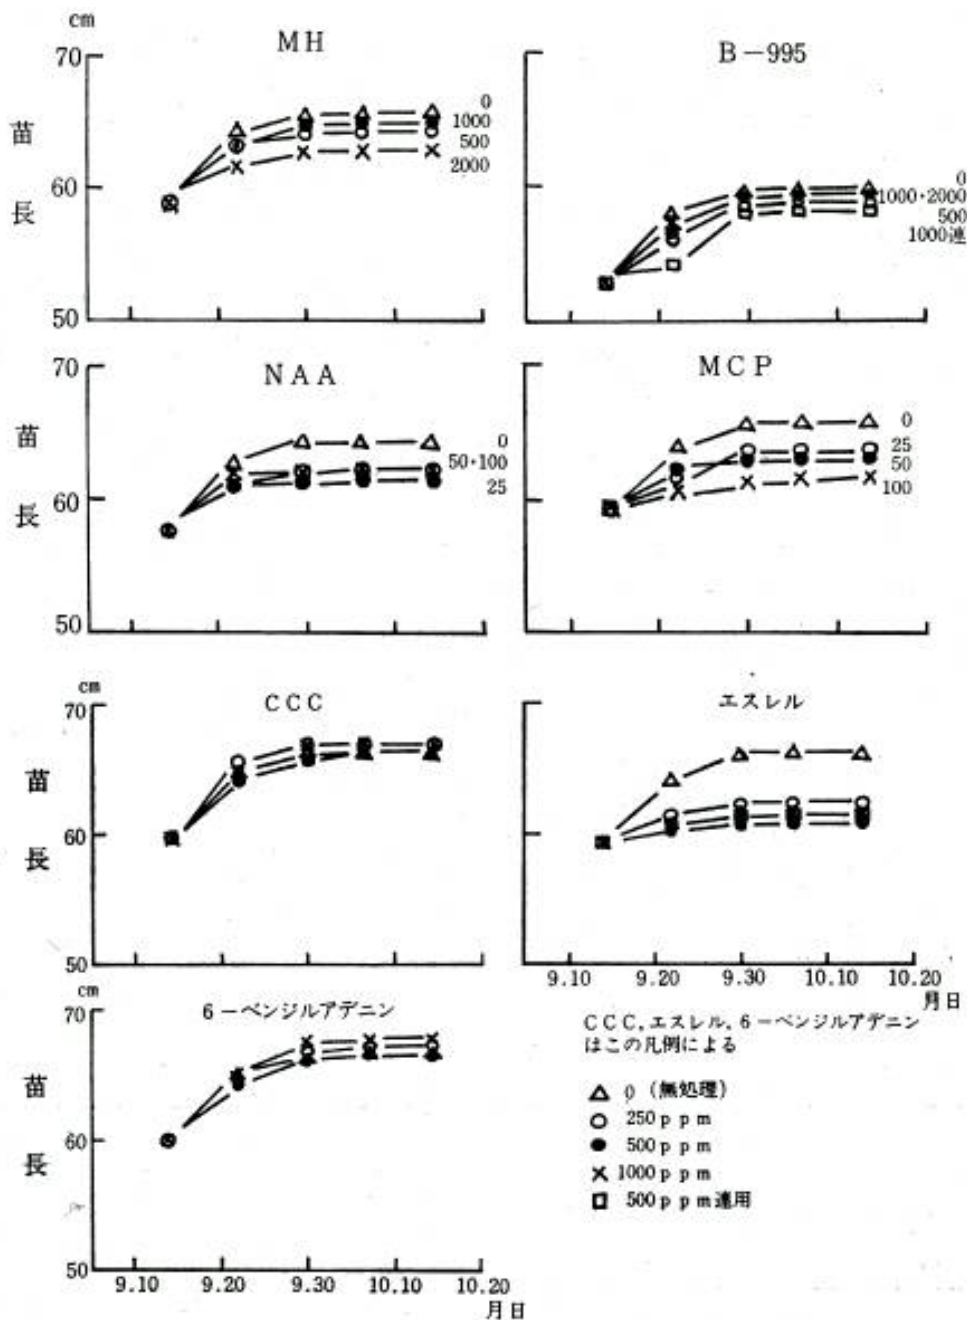 cm
70
60
50
苗
長
MH
0
1000
500
2000
B-995
0
1000・2000
500
1000連
70
60
50
苗
長
NAA
0
50・100
25
MCP
0
25
50
100
cm
70
60
50
苗
長
CCC
エスレル
9.10 9.20 9.30 10.10 10.20
月日
cm
70
60
50
苗
長
6-ベンジルアデニン
9.10 9.20 9.30 10.10 10.20
月日
CCC,エスレル,6-ベンジルアデニン
はこの凡例による
0 (無処理)
250ppm
500ppm
1000ppm
500ppm連用